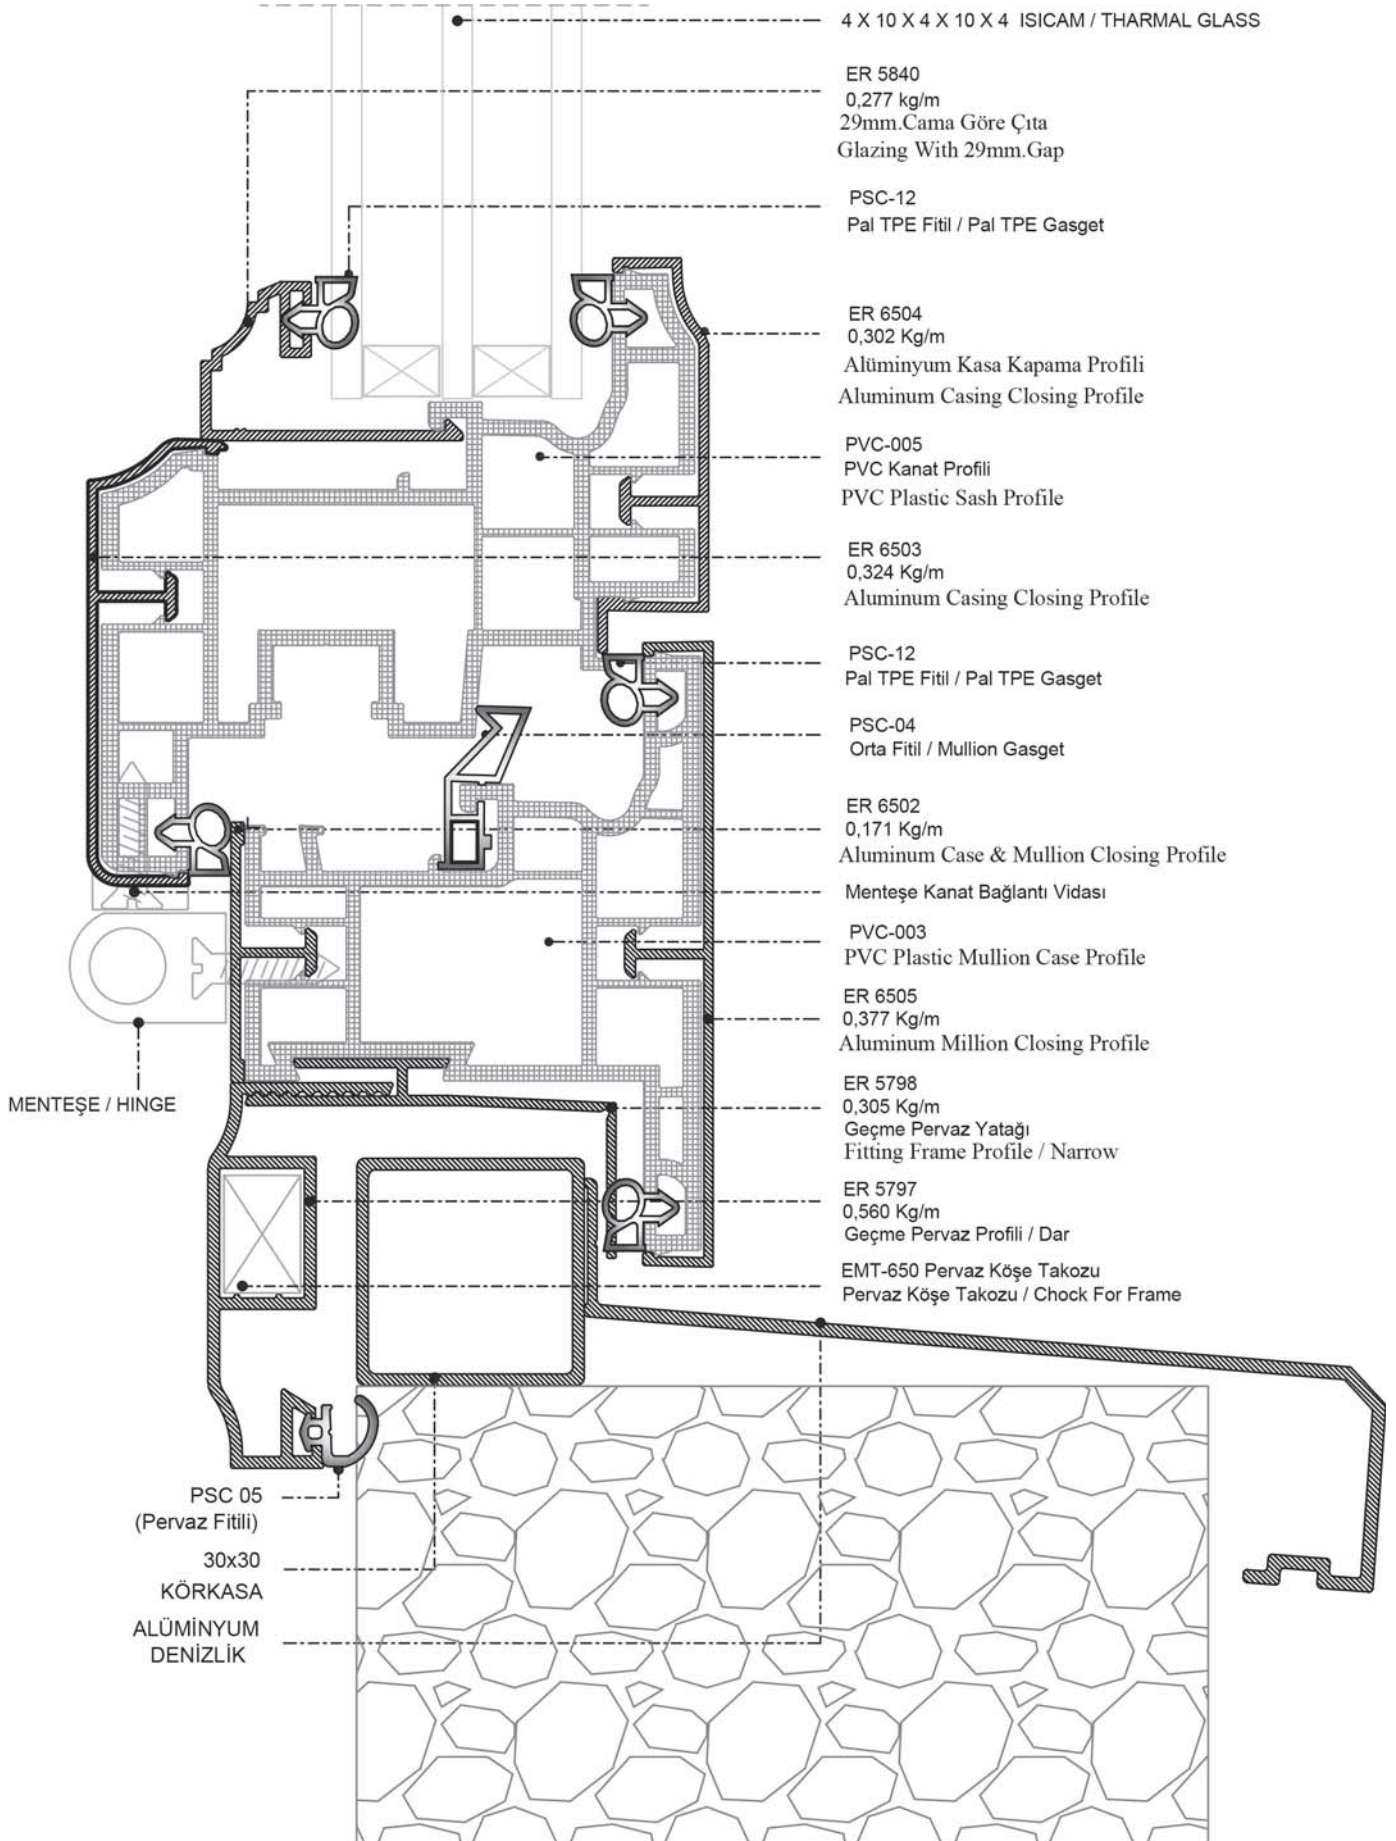 4 X 10 X 4 X 10 X 4 ISICAM / THARMAL GLASS
ER 5840
0,277 kg/m
29mm.Cama Göre Çıta
Glazing With 29mm.Gap
PSC-12
Pal TPE Fitil / Pal TPE Gasget
ER 6504
0,302 Kg/m
Alüminyum Kasa Kapama Profili
Aluminum Casing Closing Profile
PVC-005
PVC Kanat Profili
PVC Plastic Sash Profile
ER 6503
0,324 Kg/m
Aluminum Casing Closing Profile
PSC-12
Pal TPE Fitil / Pal TPE Gasget
PSC-04
Orta Fitil / Mullion Gasget
ER 6502
0,171 Kg/m
Aluminum Case & Mullion Closing Profile
Menteşe Kanat Bağlantı Vidası
PVC-003
PVC Plastic Mullion Case Profile
ER 6505
0,377 Kg/m
Aluminum Million Closing Profile
ER 5798
0,305 Kg/m
Geçme Pervaz Yatağı
Fitting Frame Profile / Narrow
ER 5797
0,560 Kg/m
Geçme Pervaz Profili / Dar
EMT-650 Pervaz Köşe Takozu
Pervaz Köşe Takozu / Chock For Frame
MENTEŞE / HINGE
PSC 05
(Pervaz Fitili)
30x30
KÖRKASA
ALÜMİNYUM
DENİZLİK